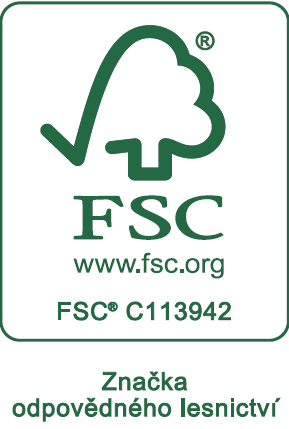 ®
FSC
www.fsc.org
FSC® C113942
Značka
odpovědného lesnictví